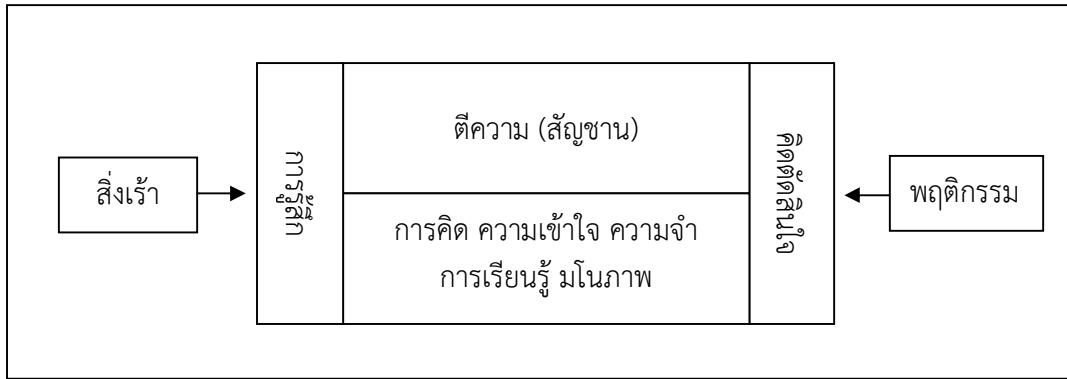 สิ่งเร้า
การรู้สึก
ตีความ (สัญชาน)
การคิด ความเข้าใจ ความจำ
การเรียนรู้ มโนภาพ
คิดตัดสินใจ
พฤติกรรม